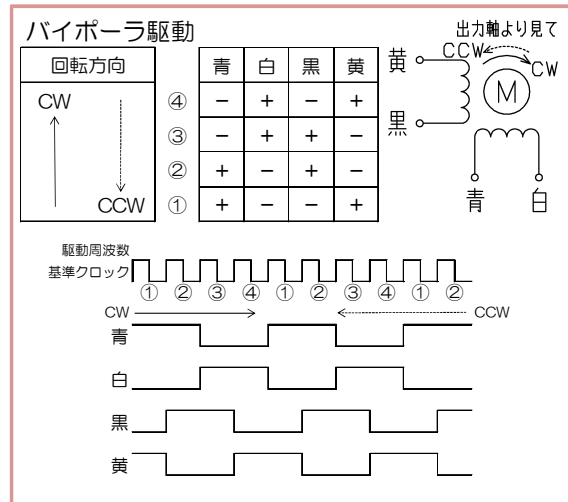 バイポーラ駆動
出力軸より見て
CCW
CW
M
黄
黒
青 白
回転方向
CW
CCW
青 白 黒 黄
④ − + − +
③ − + + −
② + − + −
① + − − +
駆動周波数
基準クロック
① ② ③ ④ ① ② ③ ④ ① ②
CW CCW
青
白
黒
黄